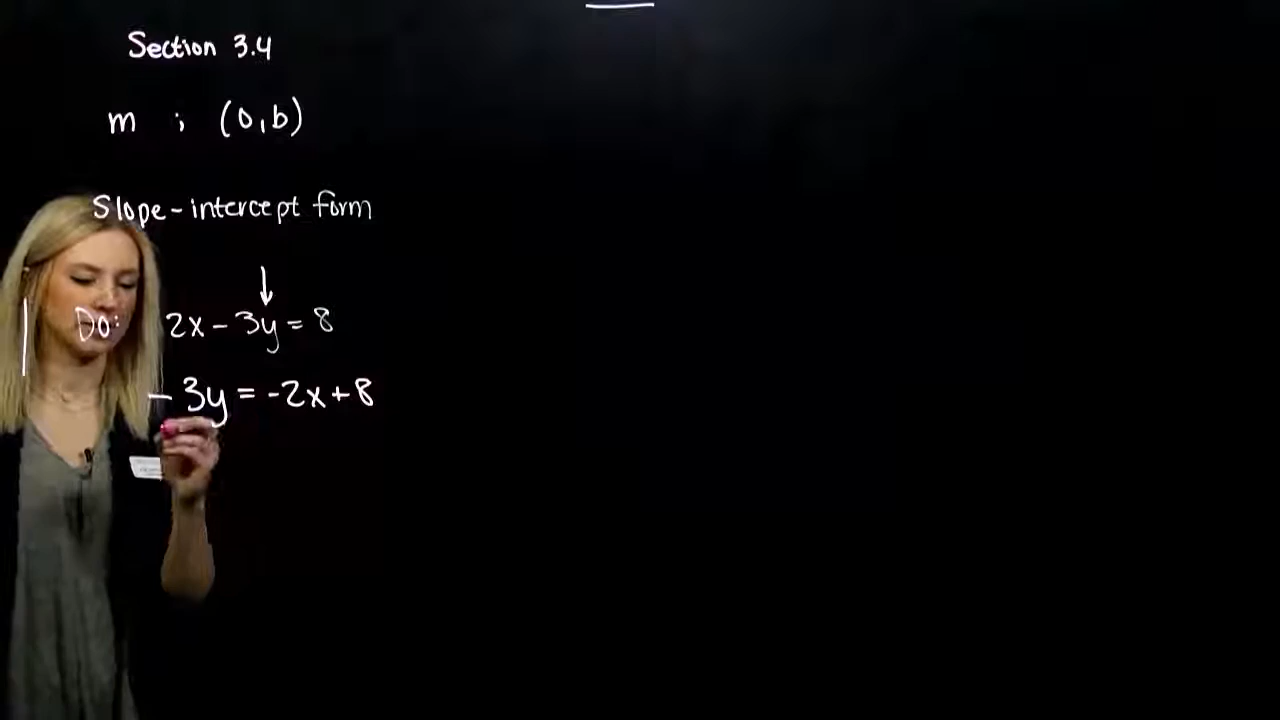 Section 3.4
m ; (0,b)
Slope-intercept form
Do: 2x - 3y = 8
- 3y = -2x + 8